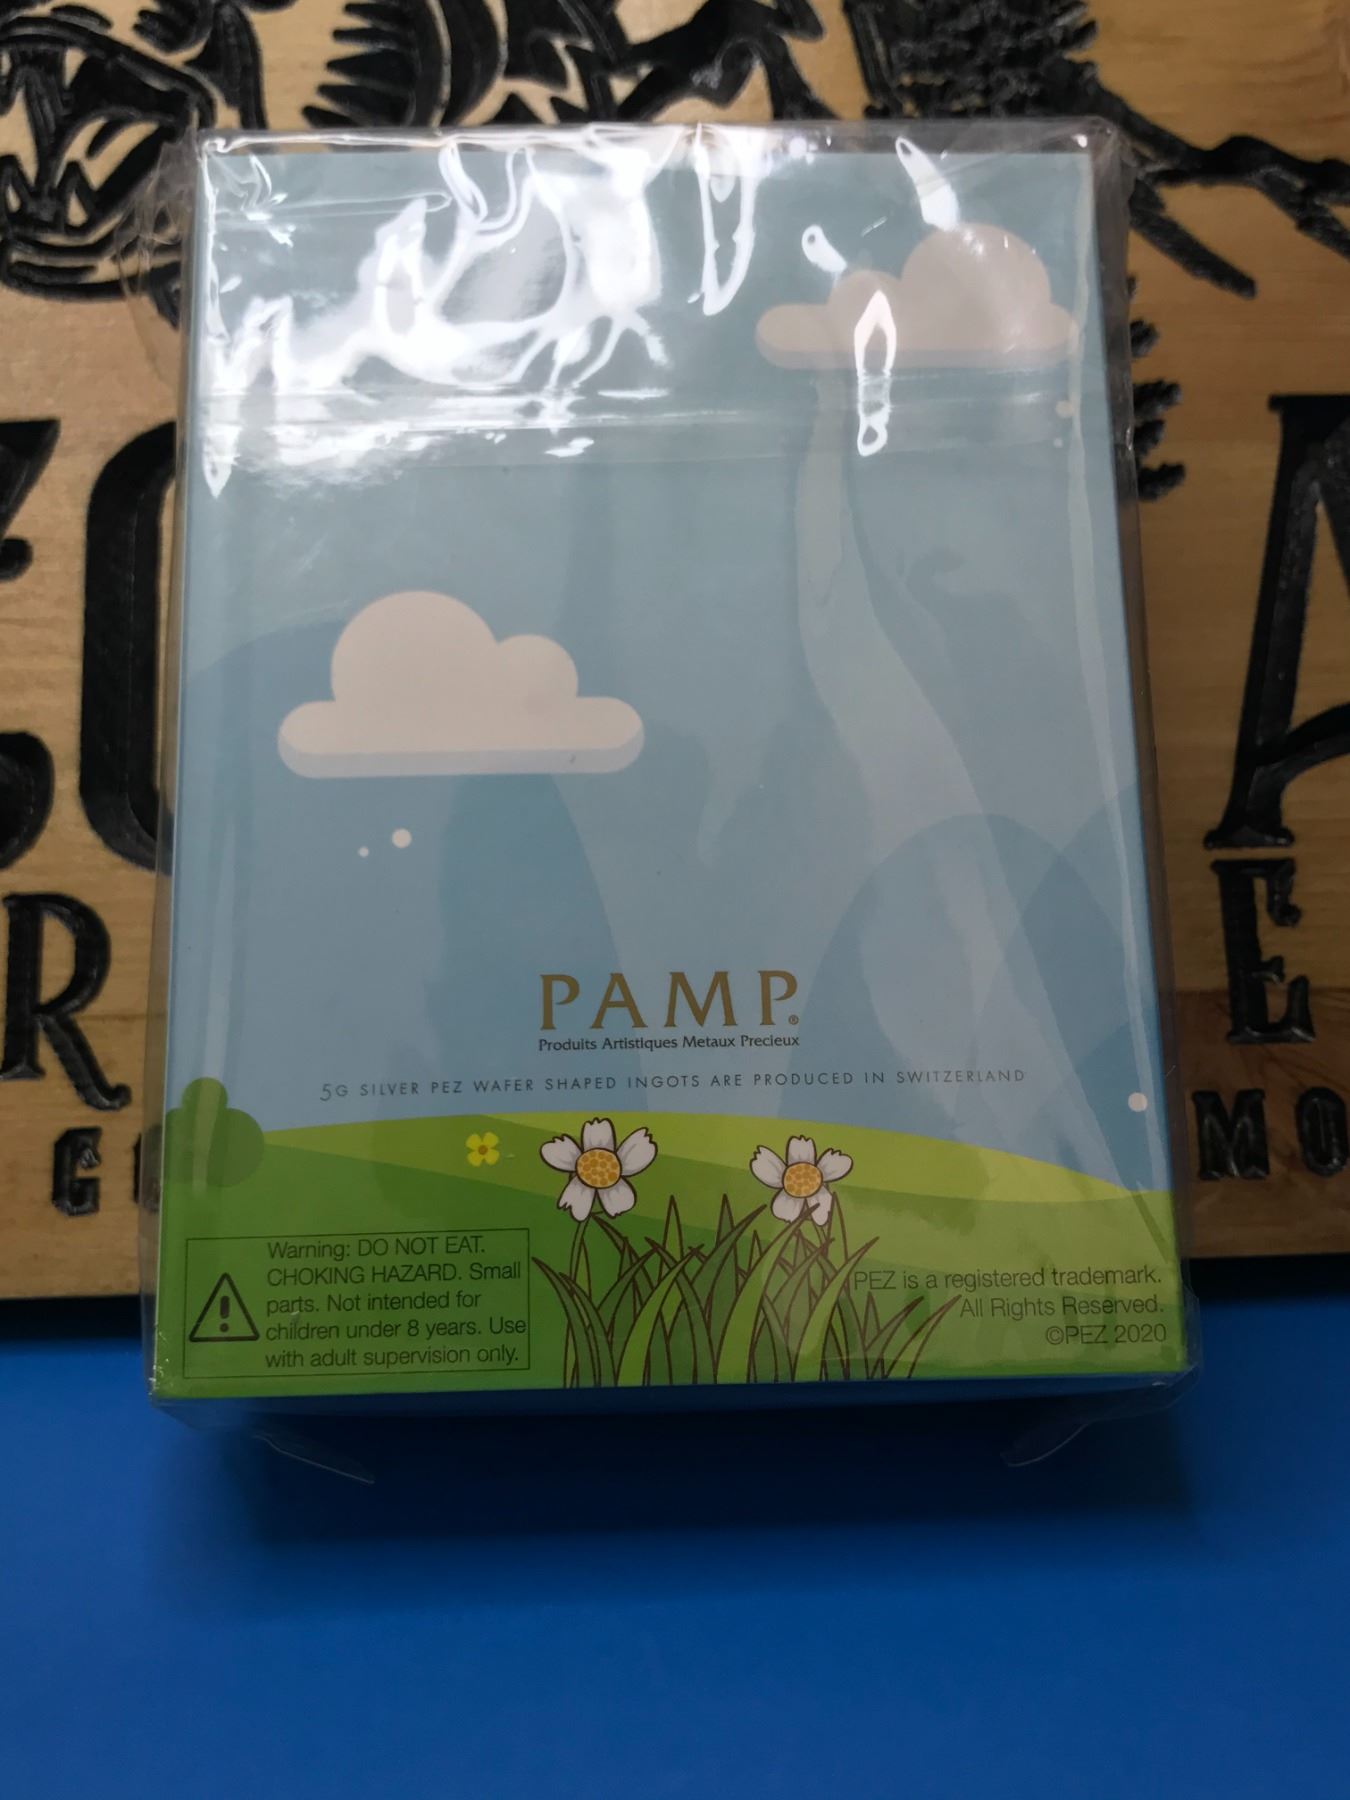 PAMP®
Produits Artistiques Metaux Precieux
5G SILVER PEZ WAFER SHAPED INGOTS ARE PRODUCED IN SWITZERLAND
Warning: DO NOT EAT.
CHOKING HAZARD. Small
parts. Not intended for
children under 8 years. Use
with adult supervision only.
PEZ is a registered trademark.
All Rights Reserved.
©PEZ 2020